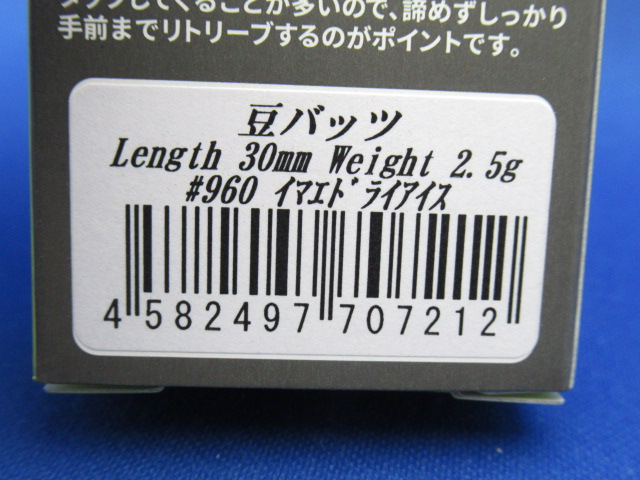 タックしてくることが多いので、諦めずしっかり
手前までリトリーブするのがポイントです。
豆バッツ
Length 30mm Weight 2.5g
#960 ｲﾏｴﾄﾞﾗｲｱｲｽ
4 582497 707212